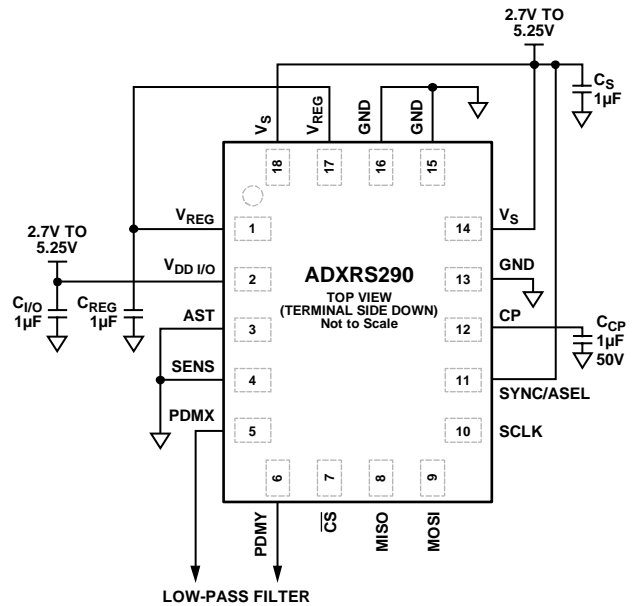 2.7V TO
5.25V
CS
1µF
VS
VREG
GND
GND
18
17
16
15
VREG
1
14
VS
2.7V TO
5.25V
VDD I/O
2
ADXRS290
TOP VIEW
(TERMINAL SIDE DOWN)
Not to Scale
13
GND
CI/O
1µF
CREG
1µF
AST
3
12
CP
CCP
1µF
50V
SENS
4
11
SYNC/ASEL
PDMX
5
10
SCLK
6
7
8
9
PDMY
CS
MISO
MOSI
LOW-PASS FILTER